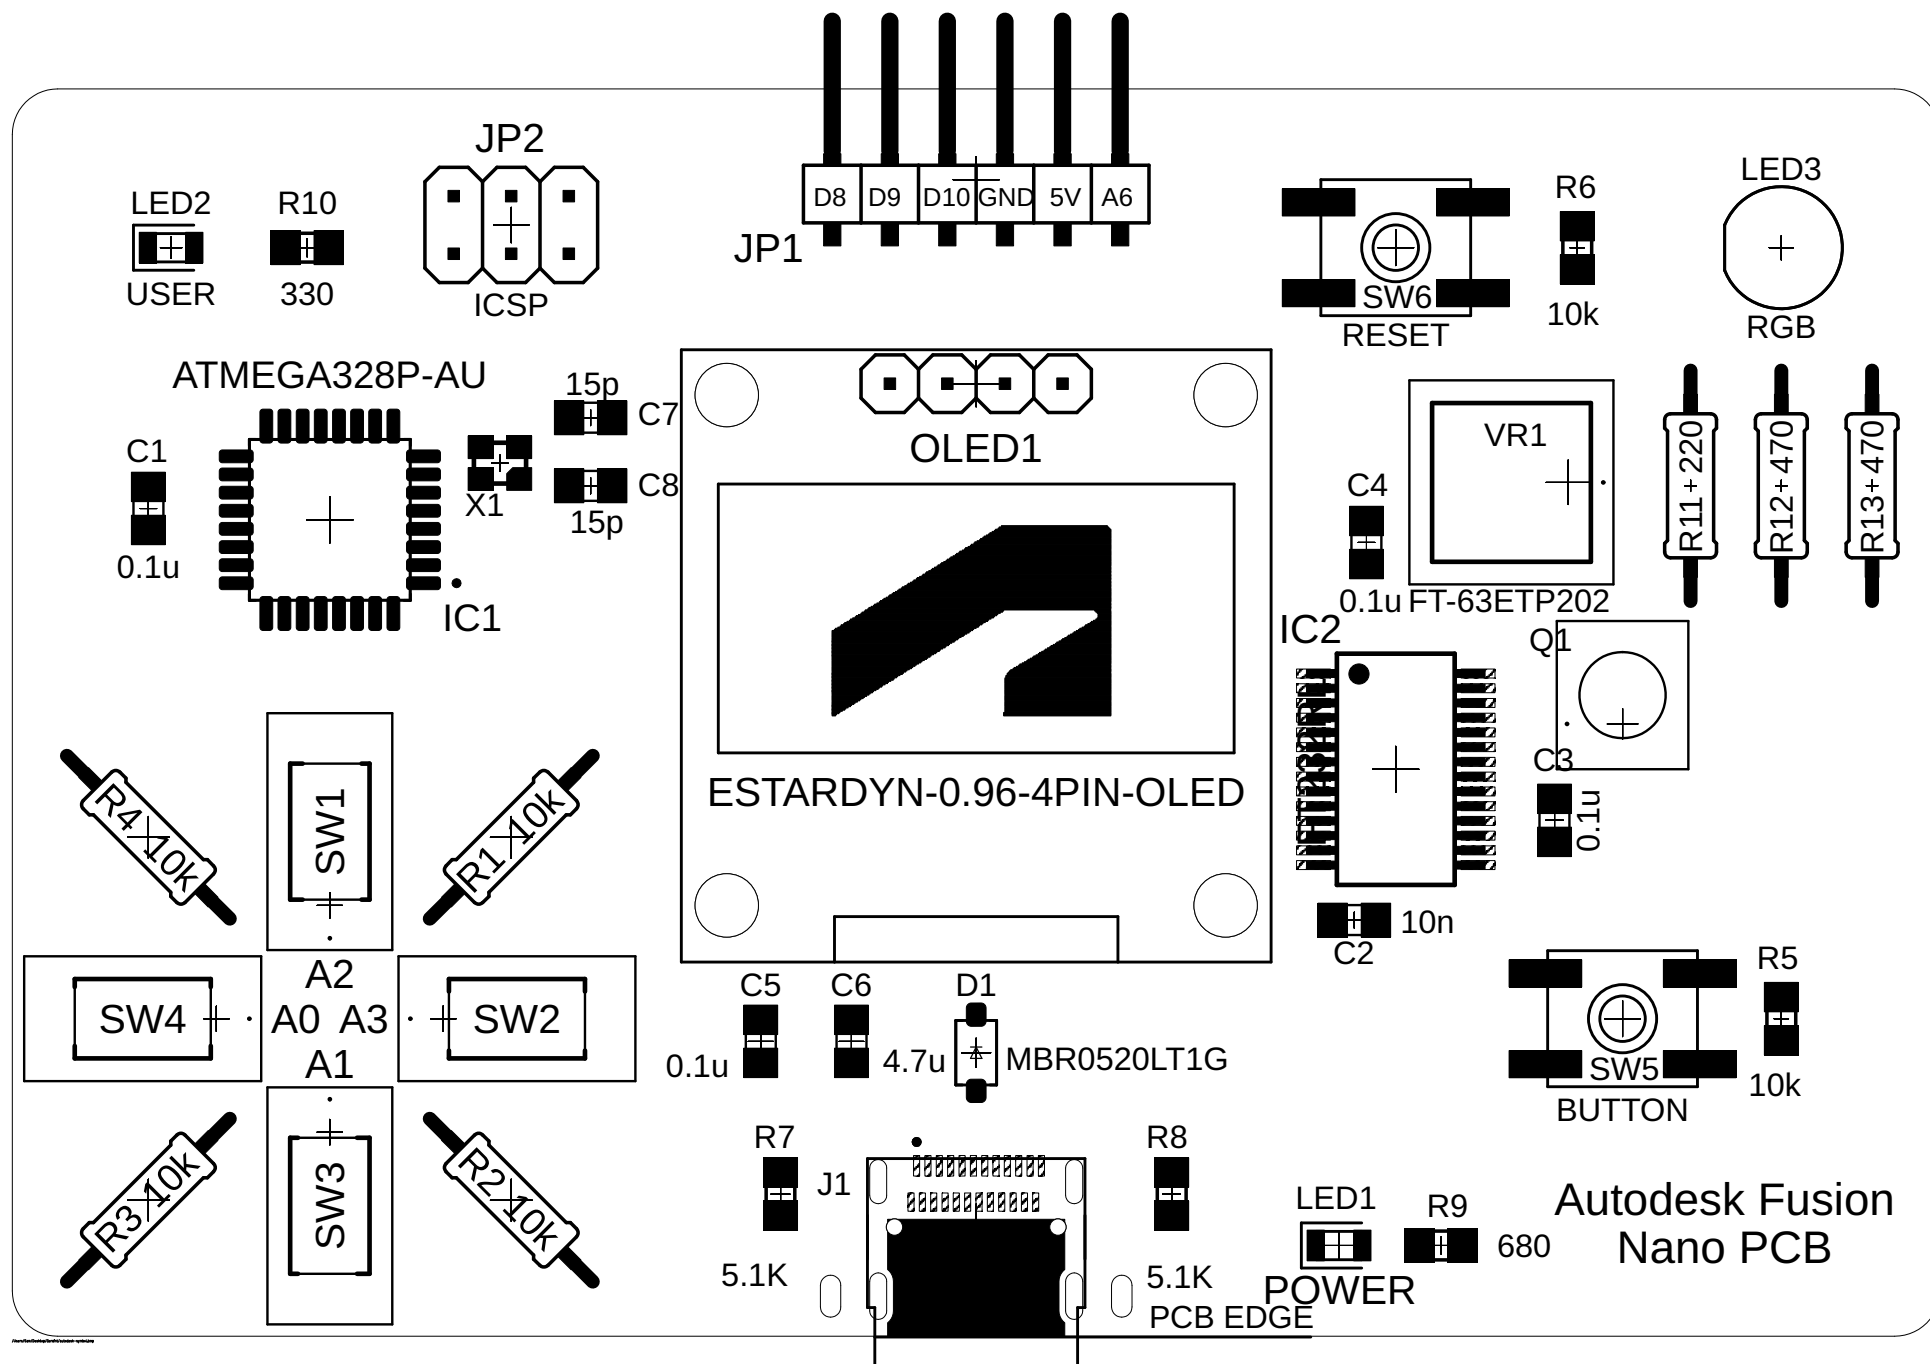 JP2
LED3
LED2
R10
D8 D9 D10 GND 5V A6
R6
JP1
USER
330
ICSP
SW6
RESET
10k
RGB
ATMEGA328P-AU
15p
C7
C1
X1
C8
15p
0.1u
IC1
OLED1
VR1
C4
0.1u
FT-63ETP202
R11 220
R12 470
R13 470
IC2
Q1
C3
0.1u
ESTARDYN-0.96-4PIN-OLED
R4 10k
SW1
R1 10k
10n
C2
A2
SW4
A0 A3
SW2
A1
C5
C6
D1
0.1u
4.7u
MBR0520LT1G
R5
SW5
10k
BUTTON
R3 10k
SW3
R2 10k
R7
J1
R8
5.1K
5.1K
LED1
R9
680
POWER
PCB EDGE
Autodesk Fusion
Nano PCB